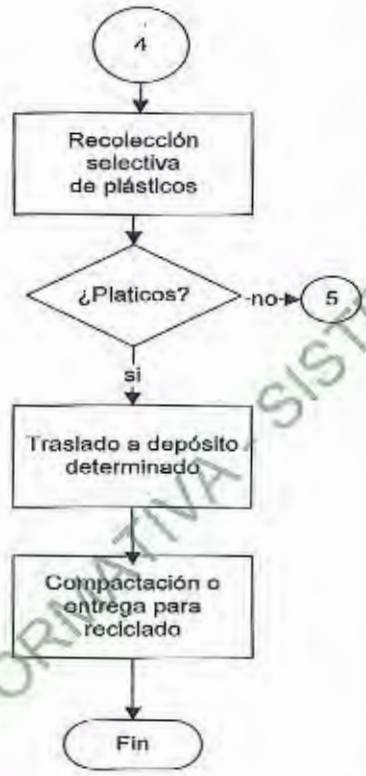 4
Recolección
selectiva
de plásticos
¿Platicos?
no
5
si
Traslado a depósito
determinado
Compactación o
entrega para
reciclado
Fin